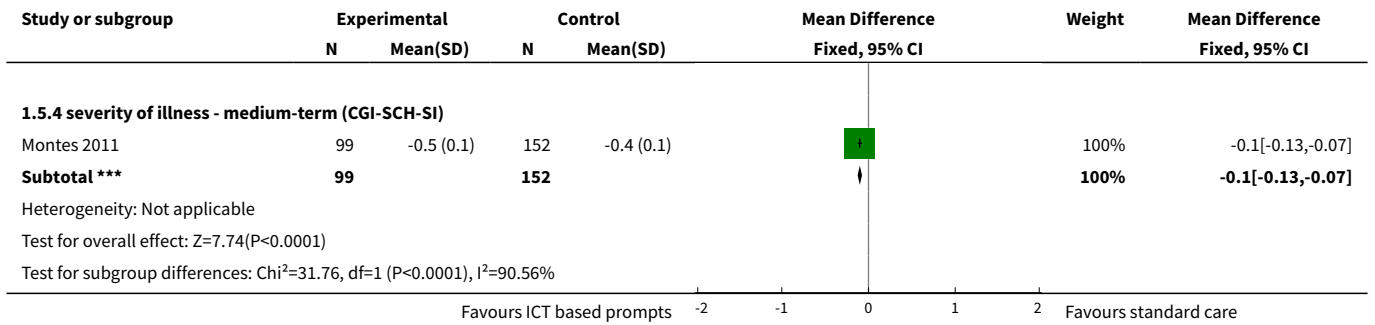 Study or subgroup Experimental Control Mean Difference Weight Mean Difference
N Mean(SD) N Mean(SD) Fixed, 95% CI Fixed, 95% CI
1.5.4 severity of illness - medium-term (CGI-SCH-SI)
Montes 2011 99 -0.5 (0.1) 152 -0.4 (0.1) 100% -0.1[-0.13,-0.07]
Subtotal *** 99 152 100% -0.1[-0.13,-0.07]
Heterogeneity: Not applicable
Test for overall effect: Z=7.74(P<0.0001)
Test for subgroup differences: Chi²=31.76, df=1 (P<0.0001), I²=90.56%
Favours ICT based prompts -2 -1 0 1 2 Favours standard care